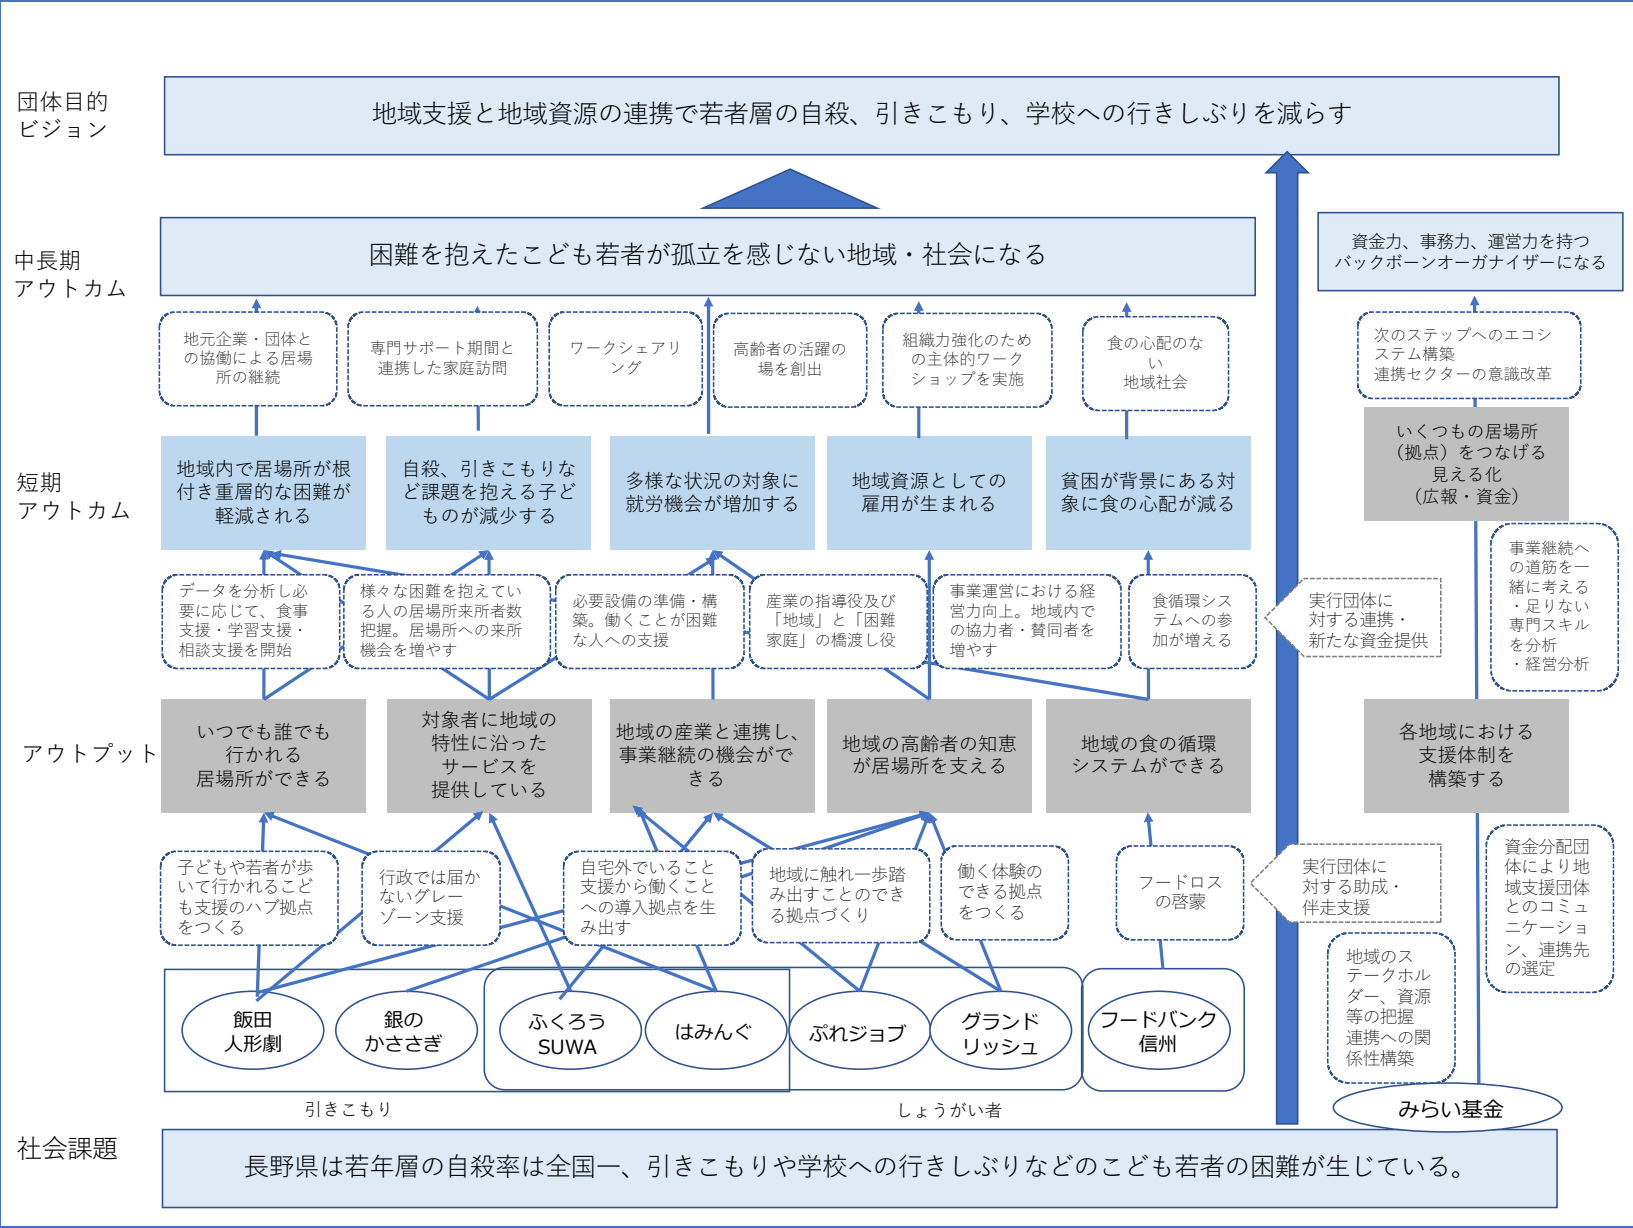 団体目的
ビジョン
地域支援と地域資源の連携で若者層の自殺、引きこもり、学校への行きしぶりを減らす
中長期
アウトカム
困難を抱えたこども若者が孤立を感じない地域・社会になる
資金力、事務力、運営力を持つ
バックボーンオーガナイザーになる
地元企業・団体と
の協働による居場
所の継続
専門サポート期間と
連携した家庭訪問
ワークシェアリ
ング
高齢者の活躍の
場を創出
組織力強化のため
の主体的ワーク
ショップを実施
食の心配のな
い
地域社会
次のステップへのエコシ
ステム構築
連携セクターの意識改革
短期
アウトカム
地域内で居場所が根
付き重層的な困難が
軽減される
自殺、引きこもりな
ど課題を抱える子ど
ものが減少する
多様な状況の対象に
就労機会が増加する
地域資源としての
雇用が生まれる
貧困が背景にある対
象に食の心配が減る
いくつもの居場所
（拠点）をつなげる
見える化
（広報・資金）
データを分析し必
要に応じて、食事
支援・学習支援・
相談支援を開始
様々な困難を抱えてい
る人の居場所来所者数
把握。居場所への来所
機会を増やす
必要設備の準備・構
築。働くことが困難
な人への支援
産業の指導役及び
「地域」と「困難
家庭」の橋渡し役
事業運営における経
営力向上。地域内で
の協力者・賛同者を
増やす
食循環シス
テムへの参
加が増える
実行団体に
対する連携・
新たな資金提供
事業継続へ
の道筋を一
緒に考える
・足りない
専門スキル
を分析
・経営分析
アウトプット
いつでも誰でも
行かれる
居場所ができる
対象者に地域の
特性に沿った
サービスを
提供している
地域の産業と連携し、
事業継続の機会がで
きる
地域の高齢者の知恵
が居場所を支える
地域の食の循環
システムができる
各地域における
支援体制を
構築する
子どもや若者が歩
いて行かれるこど
も支援のハブ拠点
をつくる
行政では届か
ないグレー
ゾーン支援
自宅外でいること
支援から働くこと
への導入拠点を生
み出す
地域に触れ一歩踏
み出すことのでき
る拠点づくり
働く体験の
できる拠点
をつくる
フードロス
の啓蒙
実行団体に
対する助成・
伴走支援
資金分配団
体により地
域支援団体
とのコミュ
ニケーショ
ン、連携先
の選定
地域のス
テークホル
ダー、資源
等の把握
連携への関
係性構築
飯田
人形劇
銀の
かささぎ
ふくろう
SUWA
はみんぐ
ぷれジョブ
グランド
リッシュ
フードバンク
信州
みらい基金
引きこもり
しょうがい者
社会課題
長野県は若年層の自殺率は全国一、引きこもりや学校への行きしぶりなどのこども若者の困難が生じている。